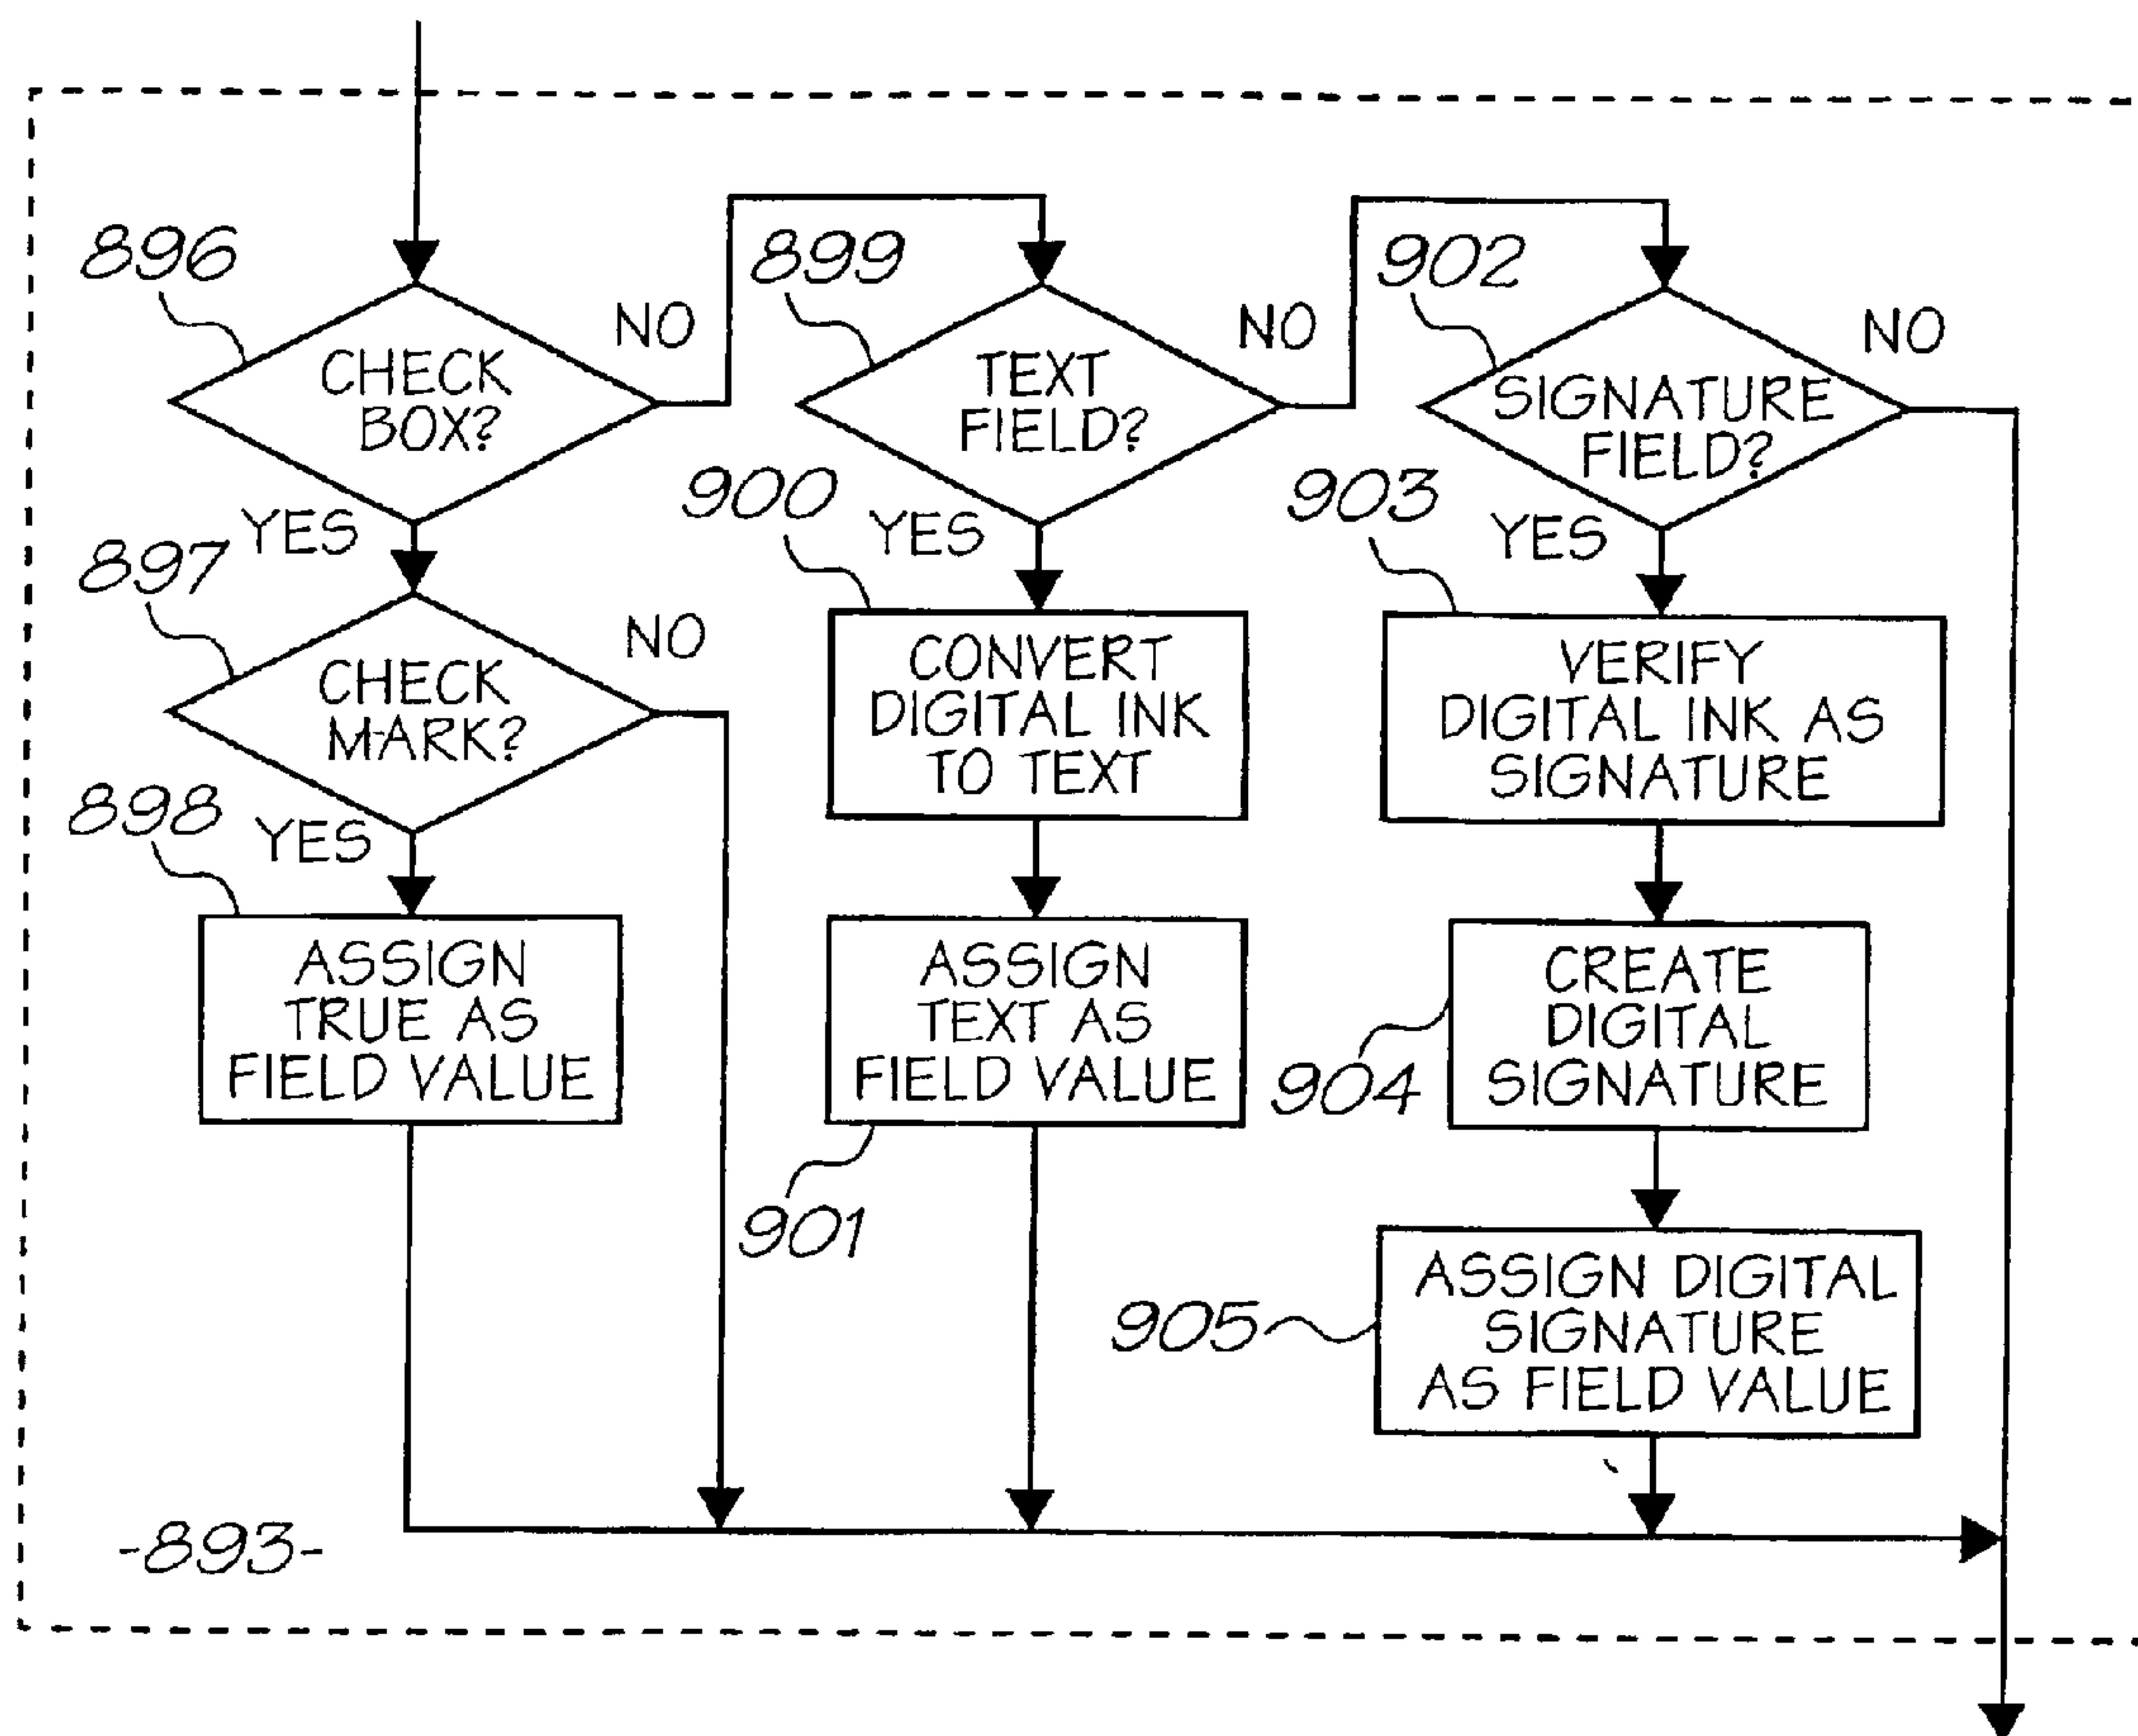 896
CHECK
BOX?
NO
YES
897
CHECK
MARK?
NO
YES
898
ASSIGN
TRUE AS
FIELD VALUE
899
TEXT
FIELD?
NO
YES
900
CONVERT
DIGITAL INK
TO TEXT
ASSIGN
TEXT AS
FIELD VALUE
901
902
SIGNATURE
FIELD?
NO
YES
903
VERIFY
DIGITAL INK AS
SIGNATURE
CREATE
DIGITAL
SIGNATURE
904
ASSIGN DIGITAL
SIGNATURE
AS FIELD VALUE
905
-893-